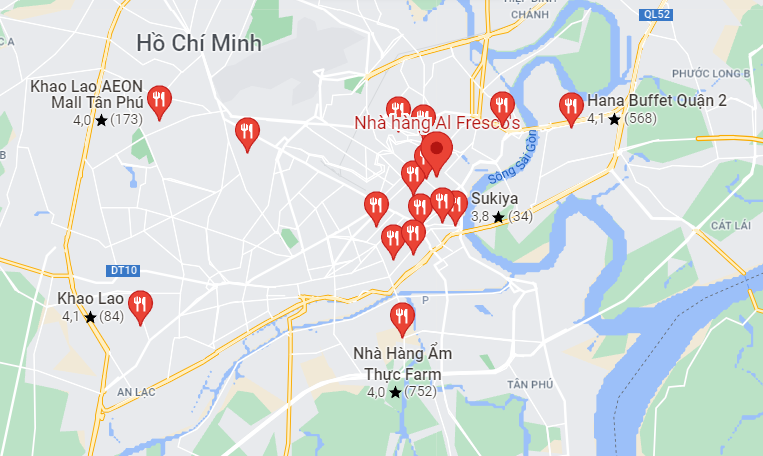 HIỆP BÌNH
CHÁNH
QL52
Hồ Chí Minh
PHƯỚC LONG B
Khao Lao AEON
Mall Tân Phú
4,0 ★ (173)
Hana Buffet Quận 2
4,1 ★ (568)
Nhà hàng Al Fresco's
Sông Sài Gòn
Sukiya
3,8 ★ (34)
CÁT LÁI
DT10
Khao Lao
4,1 ★ (84)
P
Nhà Hàng Ẩm
Thực Farm
4,0 ★ (752)
TÂN PHÚ
AN LẠC